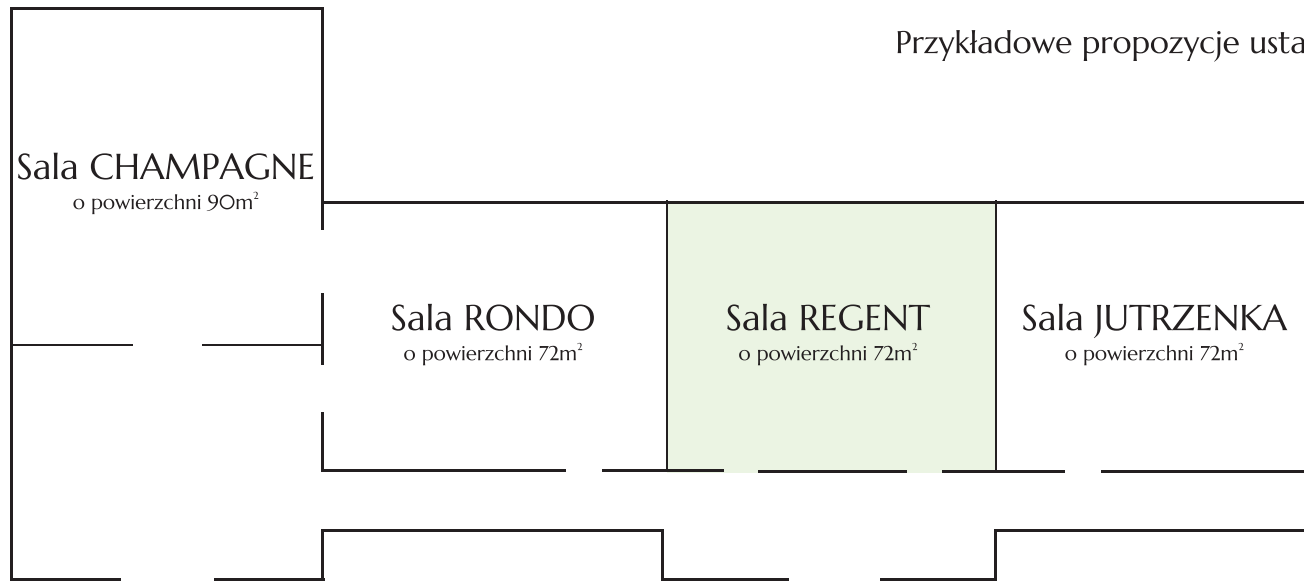 Przykładowe propozycje usta
Sala CHAMPAGNE
o powierzchni 90m²
Sala RONDO
o powierzchni 72m²
Sala REGENT
o powierzchni 72m²
Sala JUTRZENKA
o powierzchni 72m²